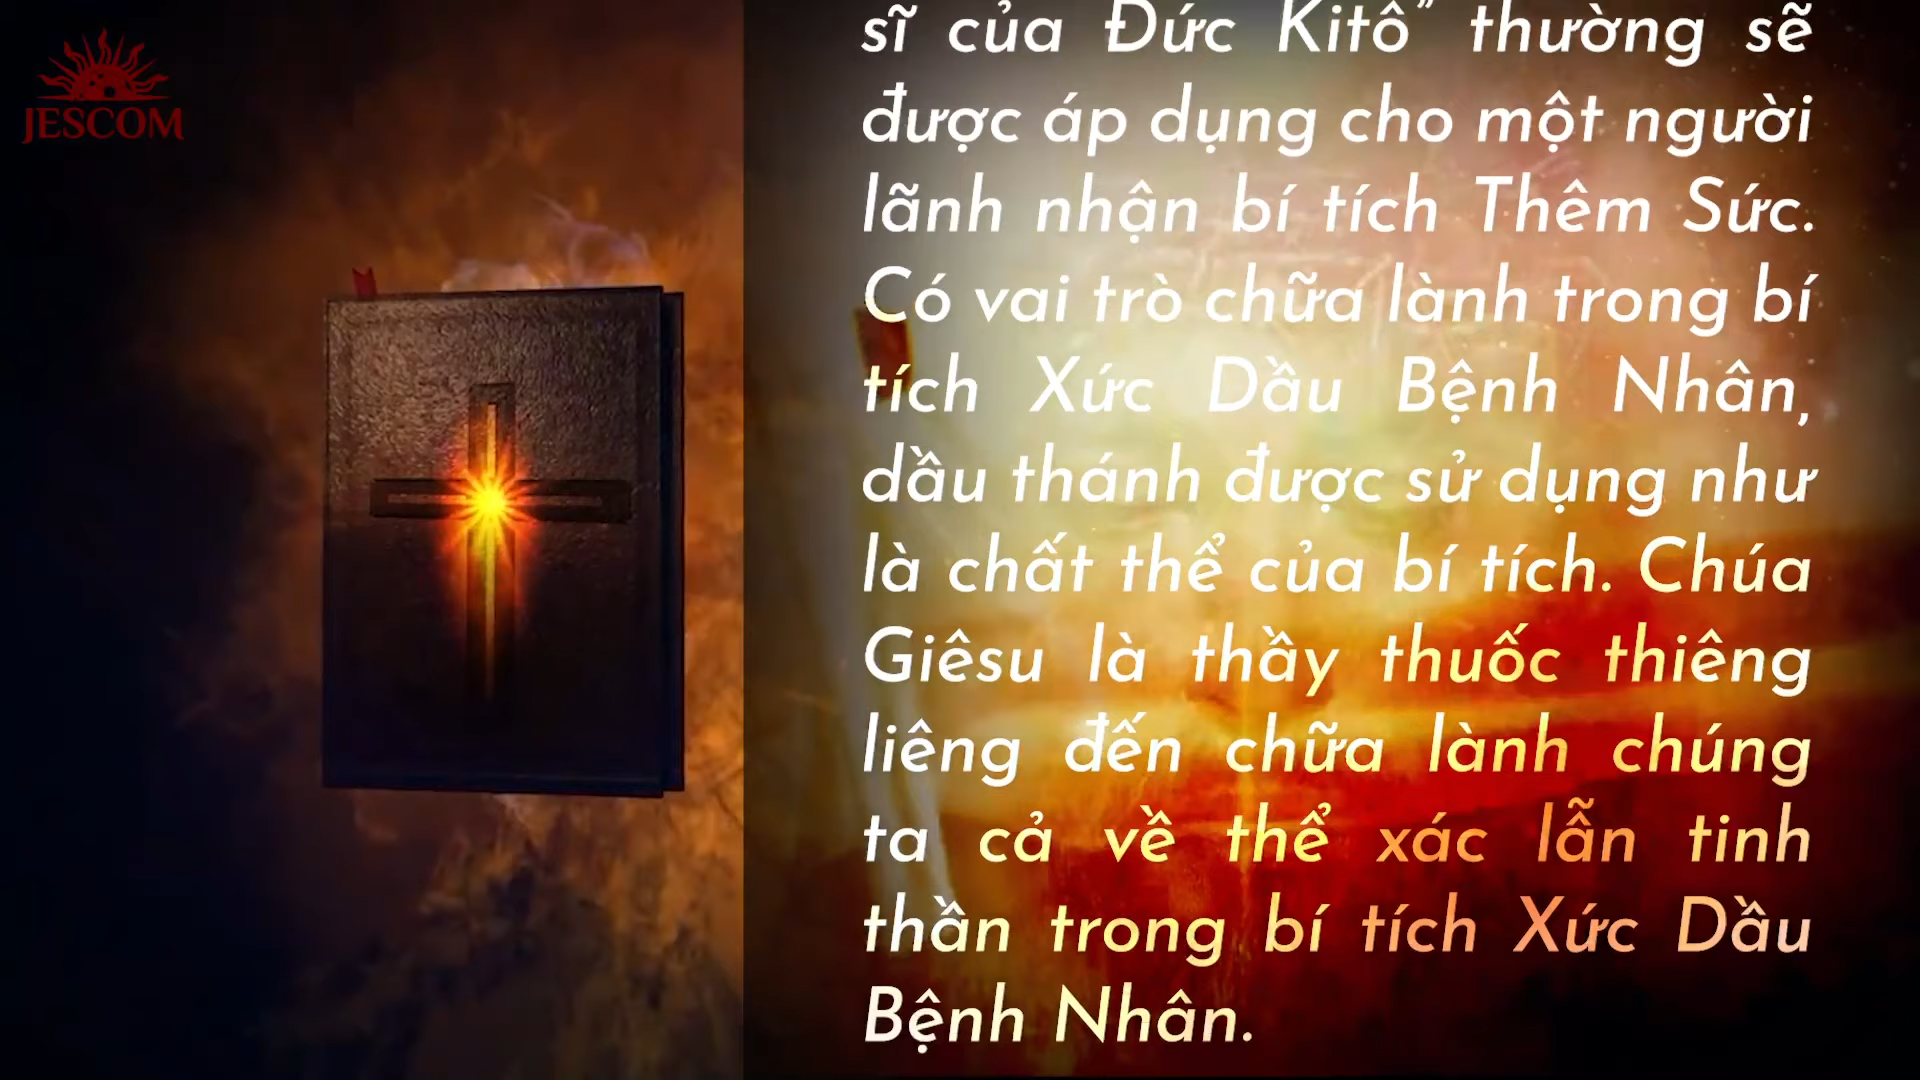 JESCOM
sĩ của Đức Kitô” thường sẽ
được áp dụng cho một người
lãnh nhận bí tích Thêm Sức.
Có vai trò chữa lành trong bí
tích Xức Dầu Bệnh Nhân,
dầu thánh được sử dụng như
là chất thể của bí tích. Chúa
Giêsu là thầy thuốc thiêng
liêng đến chữa lành chúng
ta cả về thể xác lẫn tinh
thần trong bí tích Xức Dầu
Bệnh Nhân.